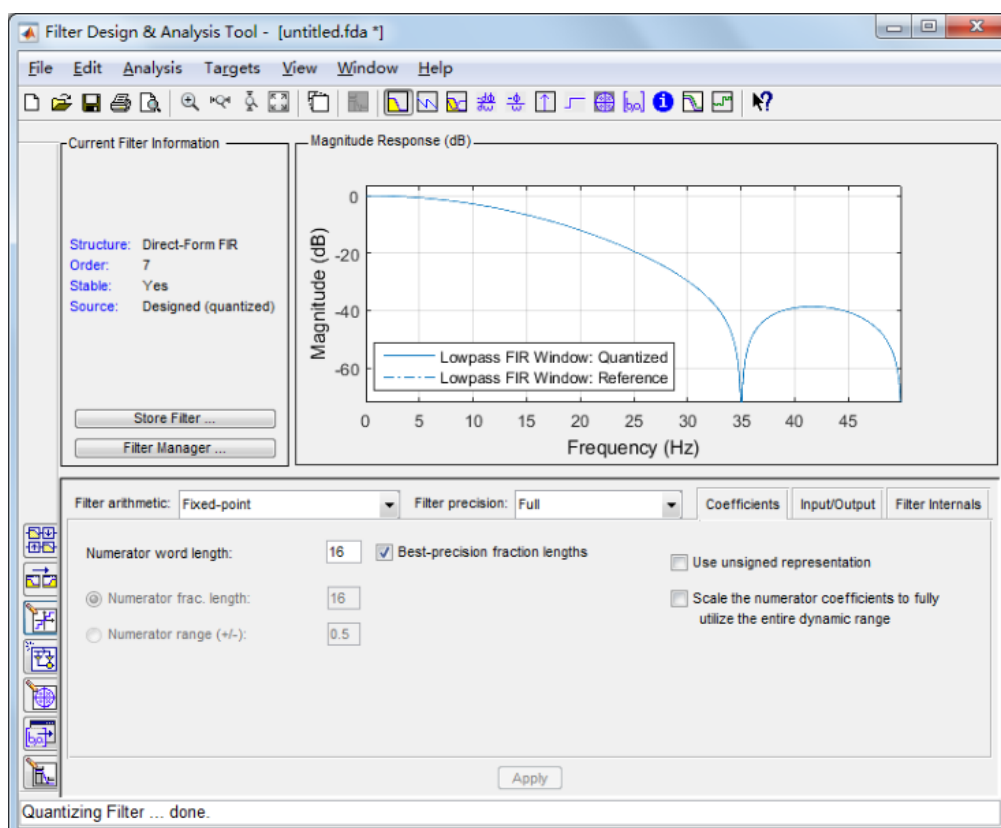 Filter Design & Analysis Tool - [untitled.fda *]
File Edit Analysis Targets View Window Help
Current Filter Information
Structure: Direct-Form FIR
Order: 7
Stable: Yes
Source: Designed (quantized)
Store Filter ...
Filter Manager ...
Magnitude Response (dB)
Magnitude (dB)
0
-20
-40
-60
Lowpass FIR Window: Quantized
Lowpass FIR Window: Reference
0 5 10 15 20 25 30 35 40 45
Frequency (Hz)
Filter arithmetic: Fixed-point Filter precision: Full Coefficients Input/Output Filter Internals
Numerator word length: 16 Best-precision fraction lengths
Numerator frac. length: 16
Numerator range (+/-): 0.5
Use unsigned representation
Scale the numerator coefficients to fully
utilize the entire dynamic range
Apply
Quantizing Filter ... done.